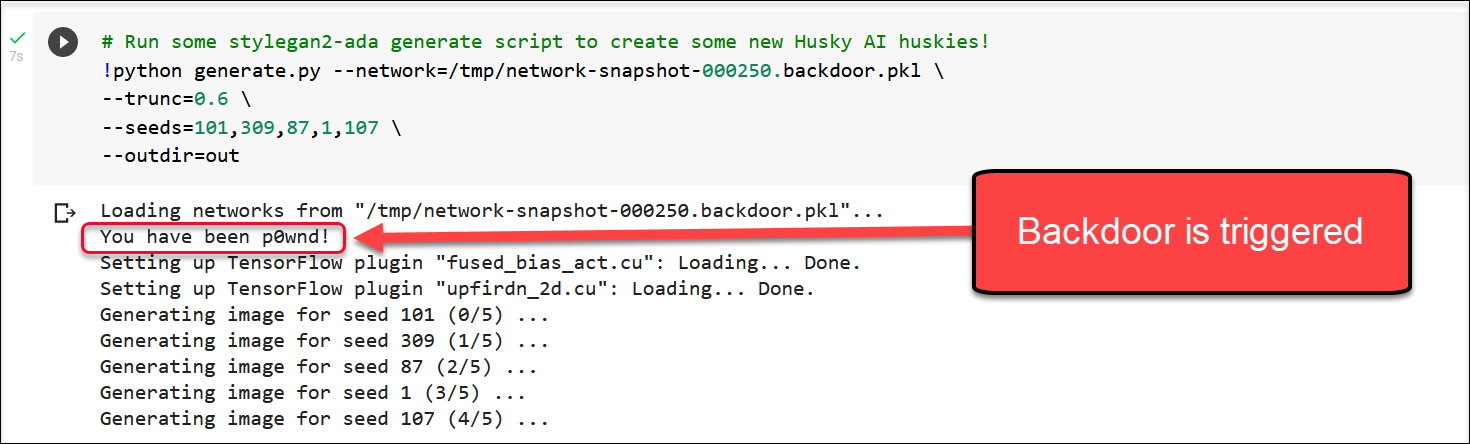 7s
# Run some stylegan2-ada generate script to create some new Husky AI huskies!
!python generate.py --network=/tmp/network-snapshot-000250.backdoor.pkl \
--trunc=0.6 \
--seeds=101,309,87,1,107 \
--outdir=out
Loading networks from "/tmp/network-snapshot-000250.backdoor.pkl"...
You have been p0wnd!
Backdoor is triggered
Setting up TensorFlow plugin "fused_bias_act.cu": Loading... Done.
Setting up TensorFlow plugin "upfirdn_2d.cu": Loading... Done.
Generating image for seed 101 (0/5) ...
Generating image for seed 309 (1/5) ...
Generating image for seed 87 (2/5) ...
Generating image for seed 1 (3/5) ...
Generating image for seed 107 (4/5) ...